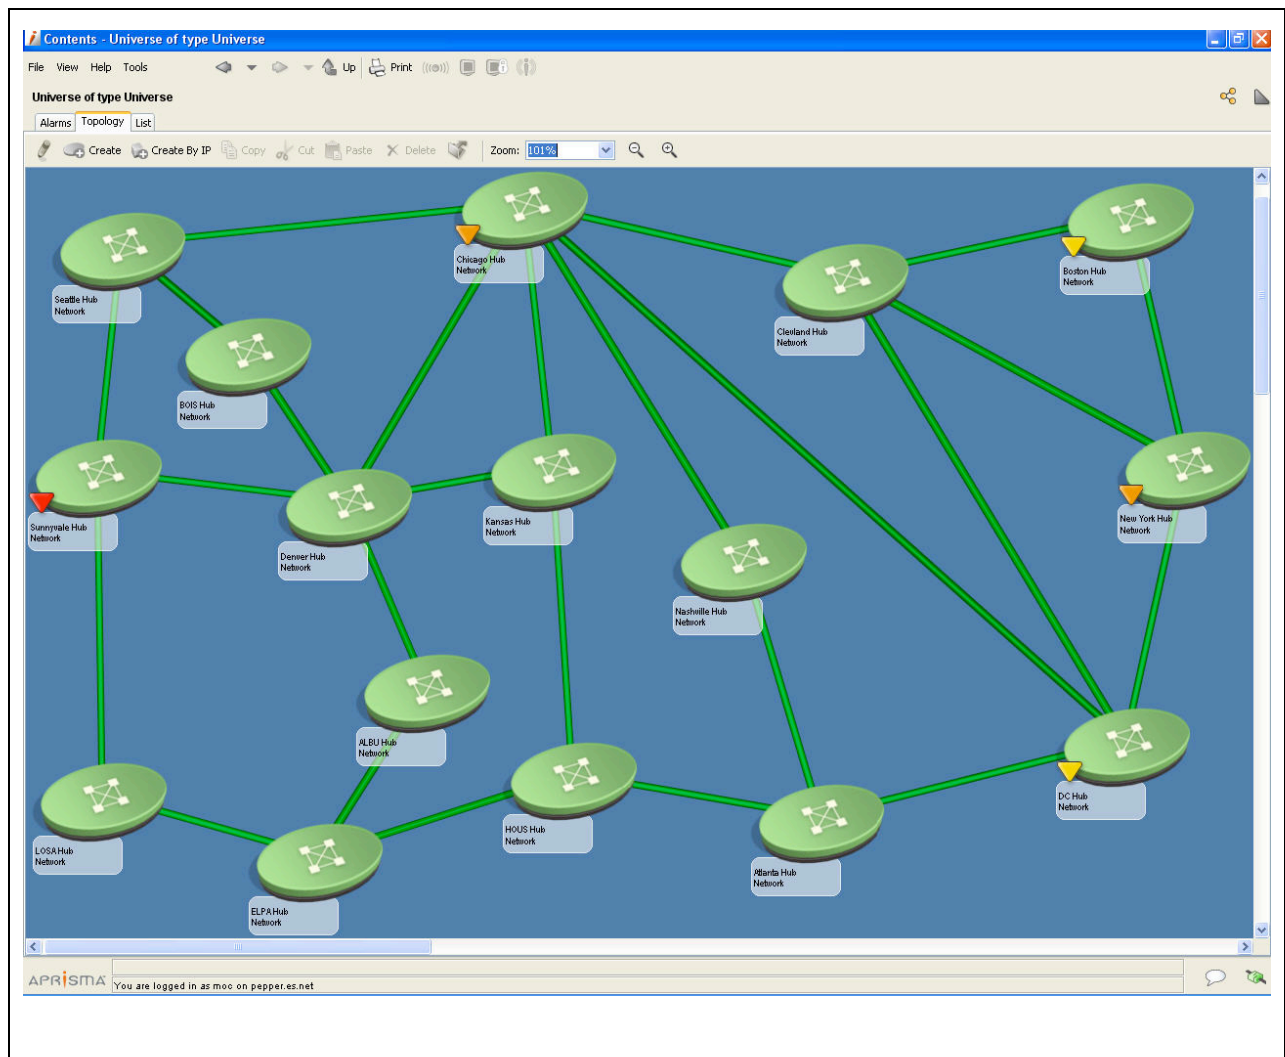 Contents - Universe of type Universe
File View Help Tools Up Print
Universe of type Universe
Alarms Topology List
Create Create By IP Copy Cut Paste Delete Zoom: 101%
Chicago Hub
Network
Boston Hub
Network
Seattle Hub
Network
Clevland Hub
Network
BOIS Hub
Network
Sunnyvale Hub
Network
Kansas Hub
Network
New York Hub
Network
Denver Hub
Network
Nashville Hub
Network
ALBU Hub
Network
DC Hub
Network
HOUS Hub
Network
LOSA Hub
Network
Atlanta Hub
Network
ELPA Hub
Network
APRISMA
You are logged in as moc on pepper.es.net